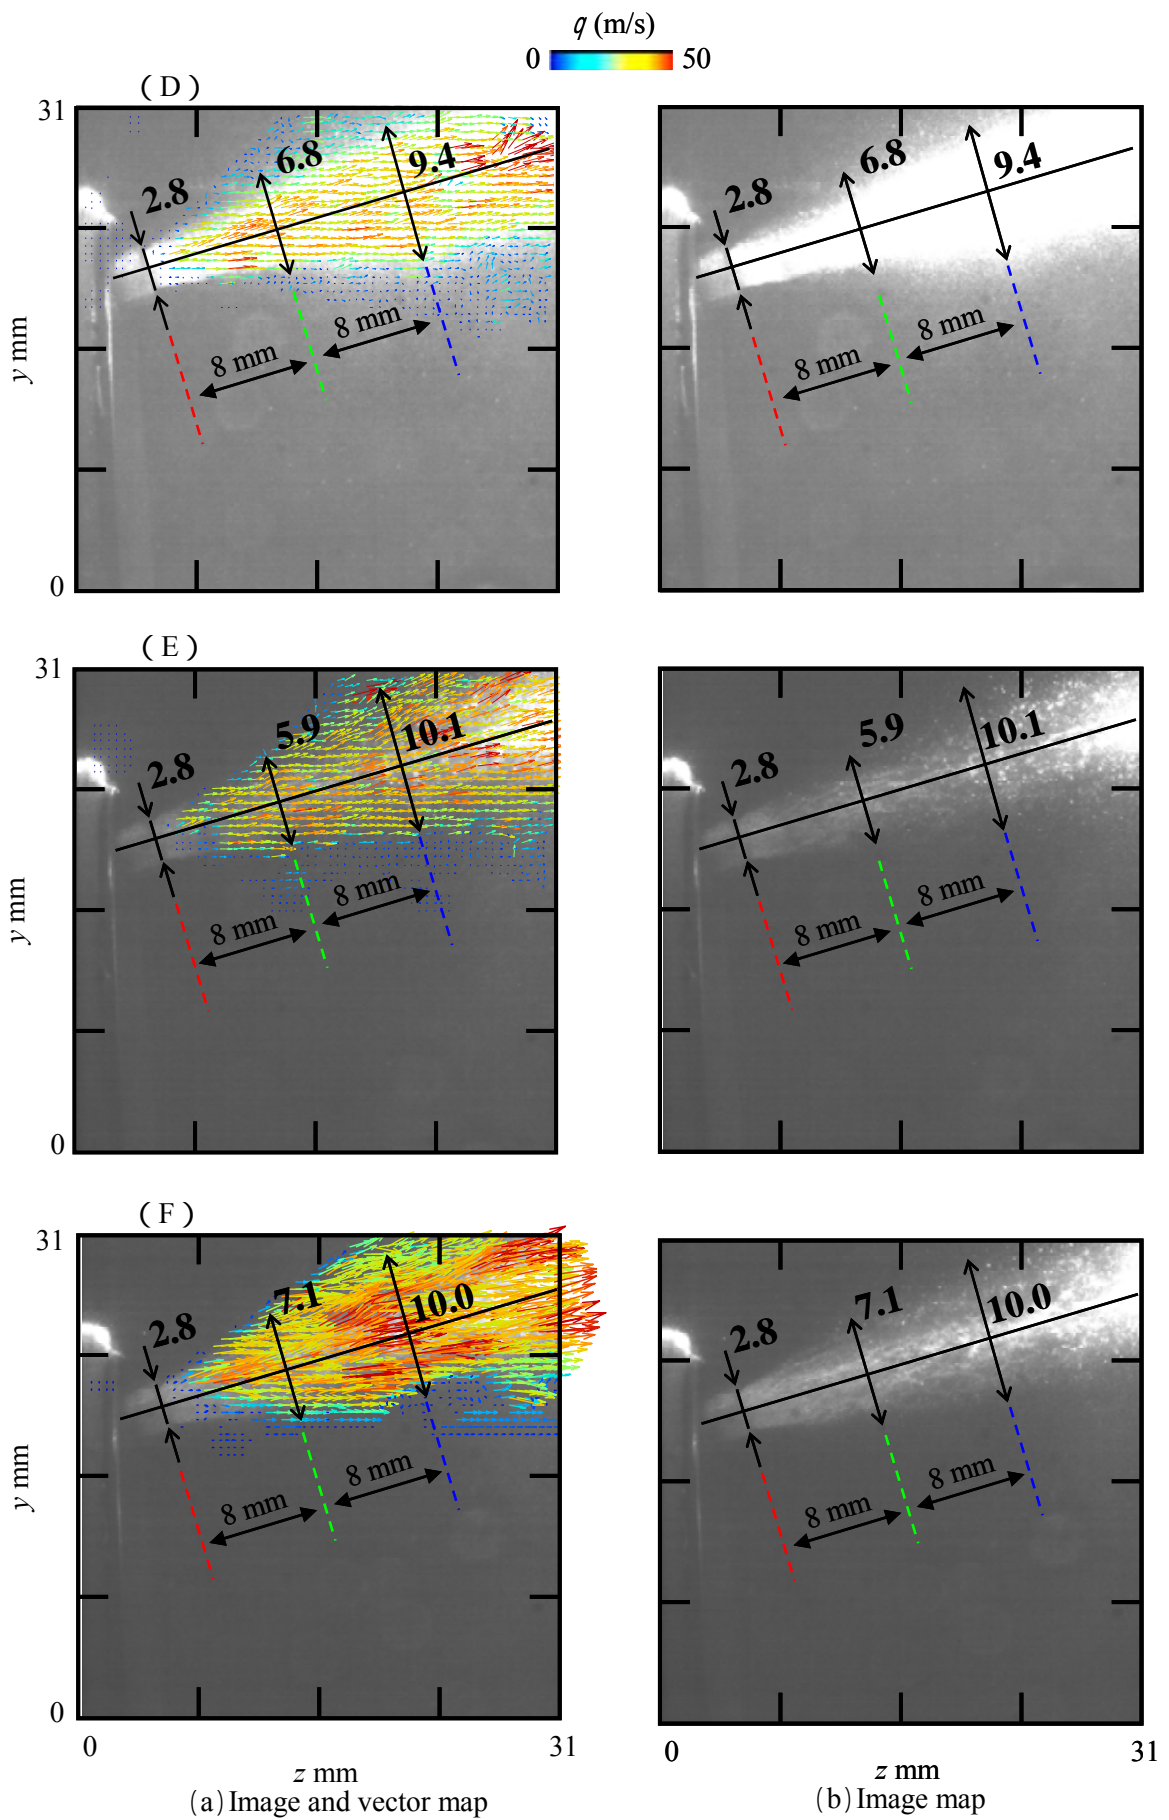 q (m/s)
0 50
(D)
31
2.8
6.8
9.4
8 mm
8 mm
y mm
0
2.8
6.8
9.4
8 mm
8 mm
(E)
31
2.8
5.9
10.1
8 mm
8 mm
y mm
0
2.8
5.9
10.1
8 mm
8 mm
(F)
31
2.8
7.1
10.0
8 mm
8 mm
y mm
0
0 31
z mm
(a) Image and vector map
2.8
7.1
10.0
8 mm
8 mm
0 31
z mm
(b) Image map